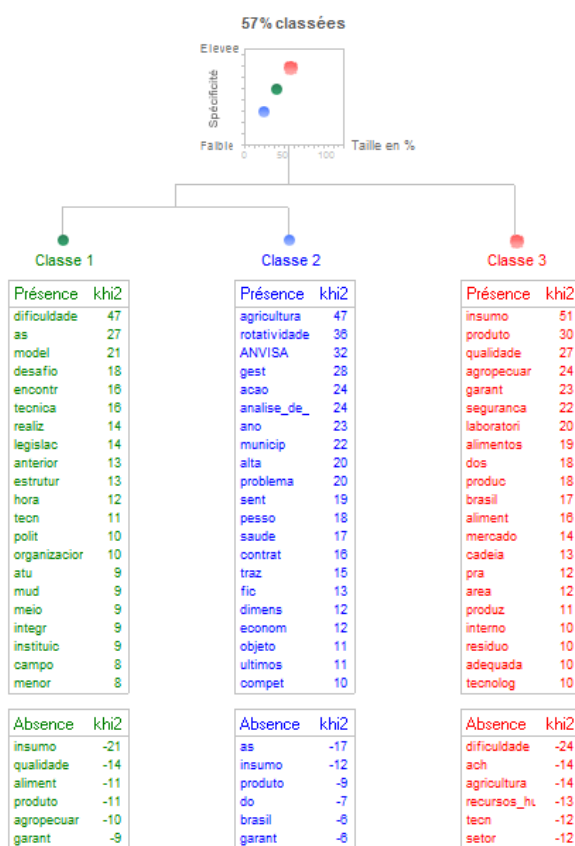 57% classées
Elevee
Spécificité
Faible
0 50 100
Taille en %
Classe 1
Présence khi2
dificuldade 47
as 27
model 21
desafio 18
encontr 16
tecnica 16
realiz 14
legislac 14
anterior 13
estrutur 13
hora 12
tecn 11
polit 10
organizacior 10
atu 9
mud 9
meio 9
integr 9
instituic 9
campo 8
menor 8
Absence khi2
insumo -21
qualidade -14
aliment -11
produto -11
agropecuar -10
garant -9
Classe 2
Présence khi2
agricultura 47
rotatividade 36
ANVISA 32
gest 28
acao 24
analise_de_ 24
ano 23
municip 22
alta 20
problema 20
sent 19
pesso 18
saude 17
contrat 16
traz 15
fic 13
dimens 12
econom 12
objeto 11
ultimos 11
compet 10
Absence khi2
as -17
insumo -12
produto -9
do -7
brasil -6
garant -6
Classe 3
Présence khi2
insumo 51
produto 30
qualidade 27
agropecuar 24
garant 23
seguranca 22
laboratori 20
alimentos 19
dos 18
produc 18
brasil 17
aliment 16
mercado 14
cadeia 13
pra 12
area 12
produz 11
interno 10
residuo 10
adequada 10
tecnolog 10
Absence khi2
dificuldade -24
ach -14
agricultura -14
recursos_hu -13
tecn -12
setor -12